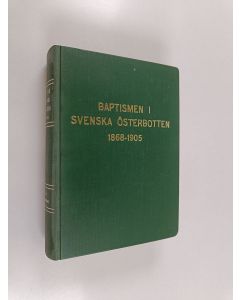 BAPTISMEN I
SVENSKA ÖSTERBOTTEN
1868-1905